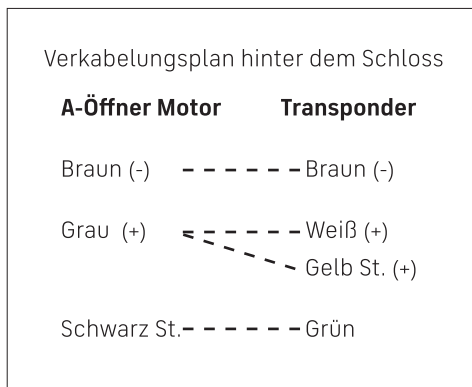 Verkabelungsplan hinter dem Schloss
A-Öffner Motor Transponder
Braun (-) Braun (-)
Grau (+) Weiß (+)
Gelb St. (+)
Schwarz St. Grün